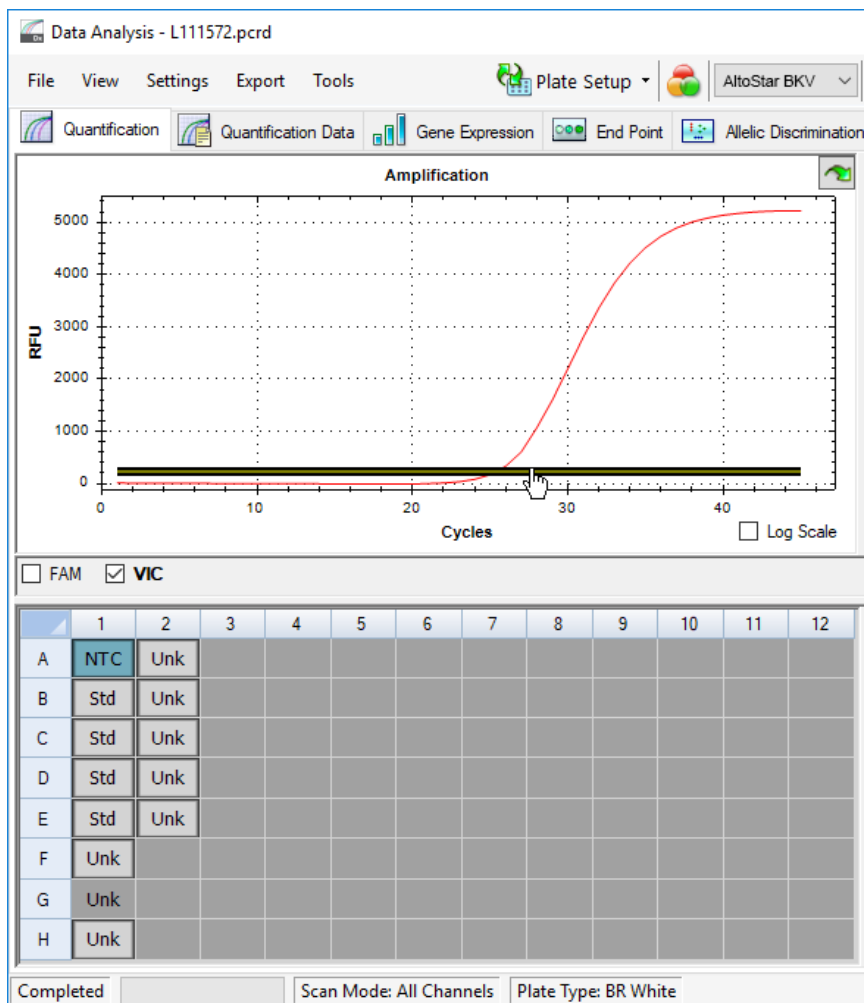 Data Analysis - L111572.pcrd
File View Settings Export Tools Plate Setup AltoStar BKV
Quantification Quantification Data Gene Expression End Point Allelic Discrimination
Amplification
5000
4000
3000
2000
1000
0
RFU
0 10 20 30 40
Cycles
Log Scale
FAM VIC
1 2 3 4 5 6 7 8 9 10 11 12
A NTC Unk
B Std Unk
C Std Unk
D Std Unk
E Std Unk
F Unk
G Unk
H Unk
Completed Scan Mode: All Channels Plate Type: BR White